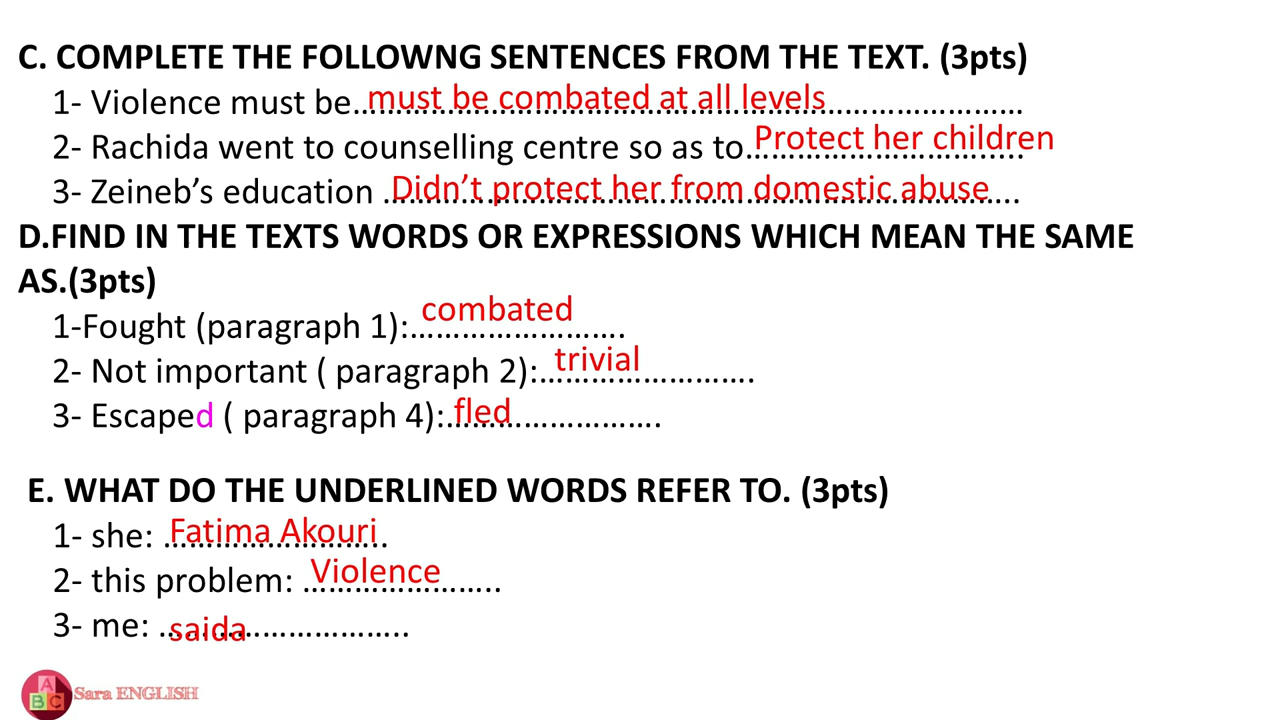 C. COMPLETE THE FOLLOWNG SENTENCES FROM THE TEXT. (3pts)
1- Violence must be.....must be combated at all levels.....
2- Rachida went to counselling centre so as to.....Protect her children.....
3- Zeineb’s education .....Didn’t protect her from domestic abuse.....
D.FIND IN THE TEXTS WORDS OR EXPRESSIONS WHICH MEAN THE SAME
AS.(3pts)
1-Fought (paragraph 1):.....combated.....
2- Not important ( paragraph 2):.....trivial.....
3- Escaped ( paragraph 4):.....fled.....
E. WHAT DO THE UNDERLINED WORDS REFER TO. (3pts)
1- she: .....Fatima Akouri.....
2- this problem: .....Violence.....
3- me: .....saida.....
ABC Sara ENGLISH